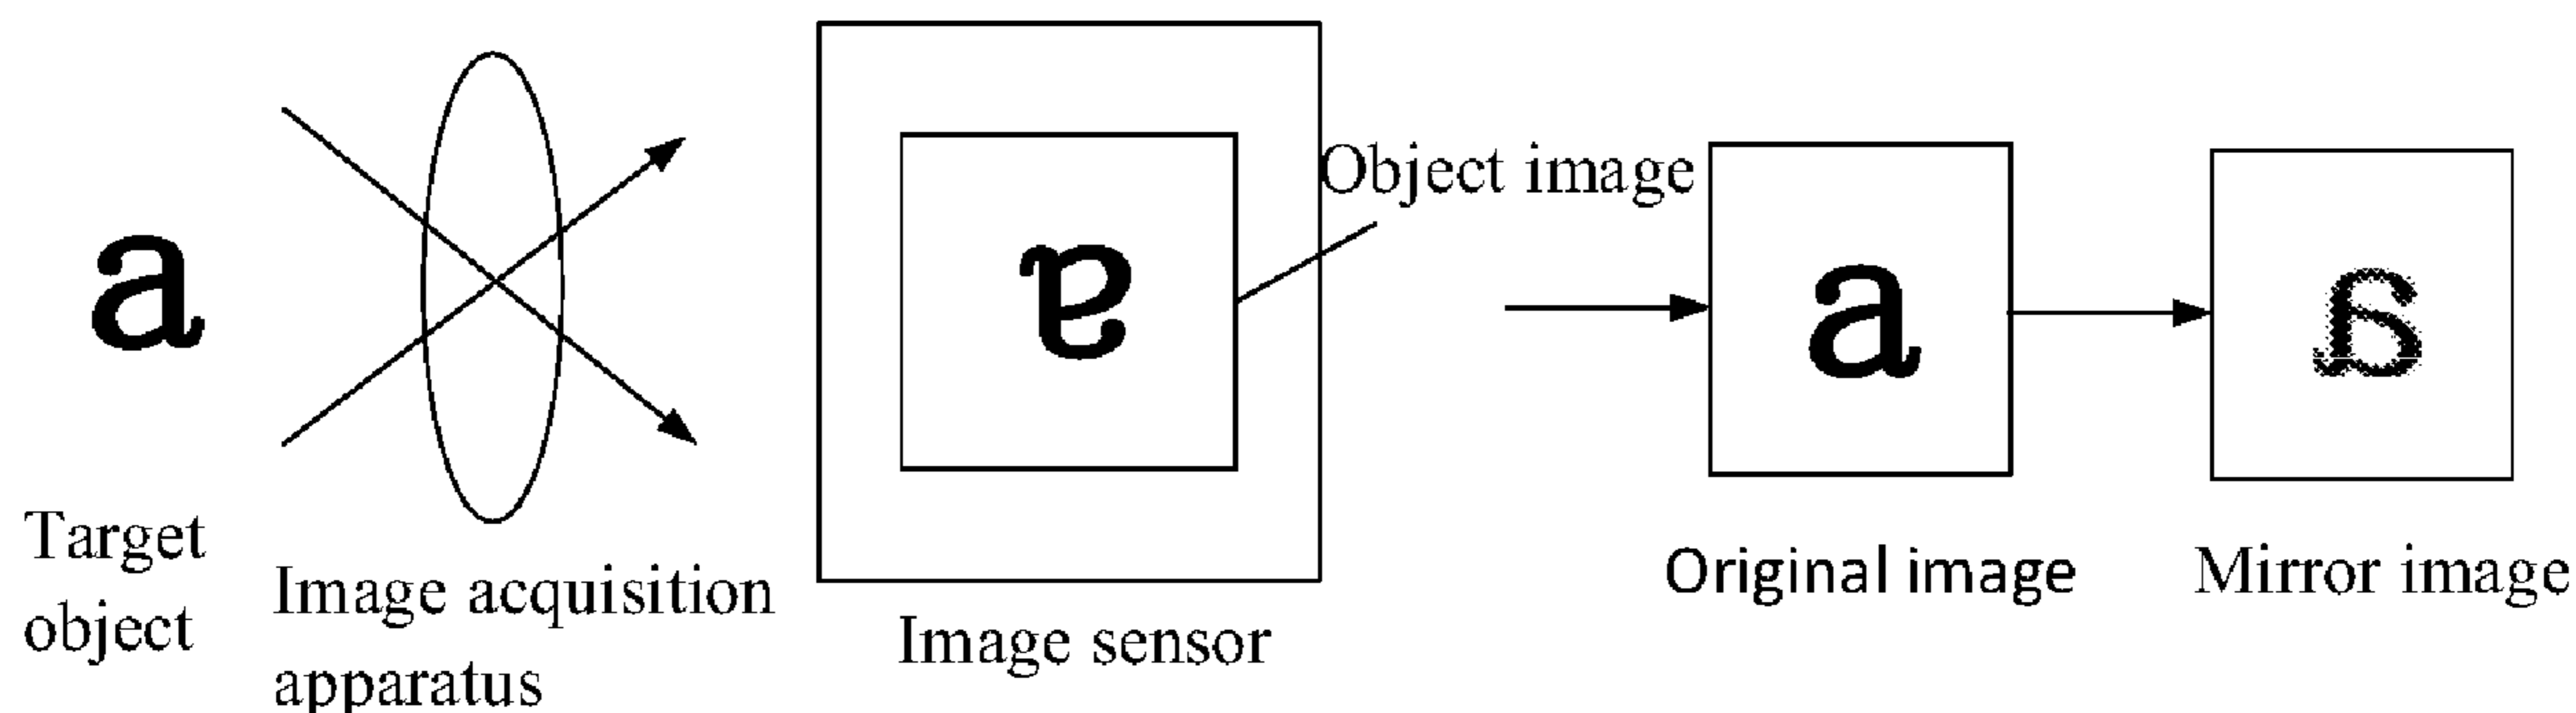 a
Target
object
Image acquisition
apparatus
ɐ
Image sensor
Object image
a
Original image
a
Mirror image